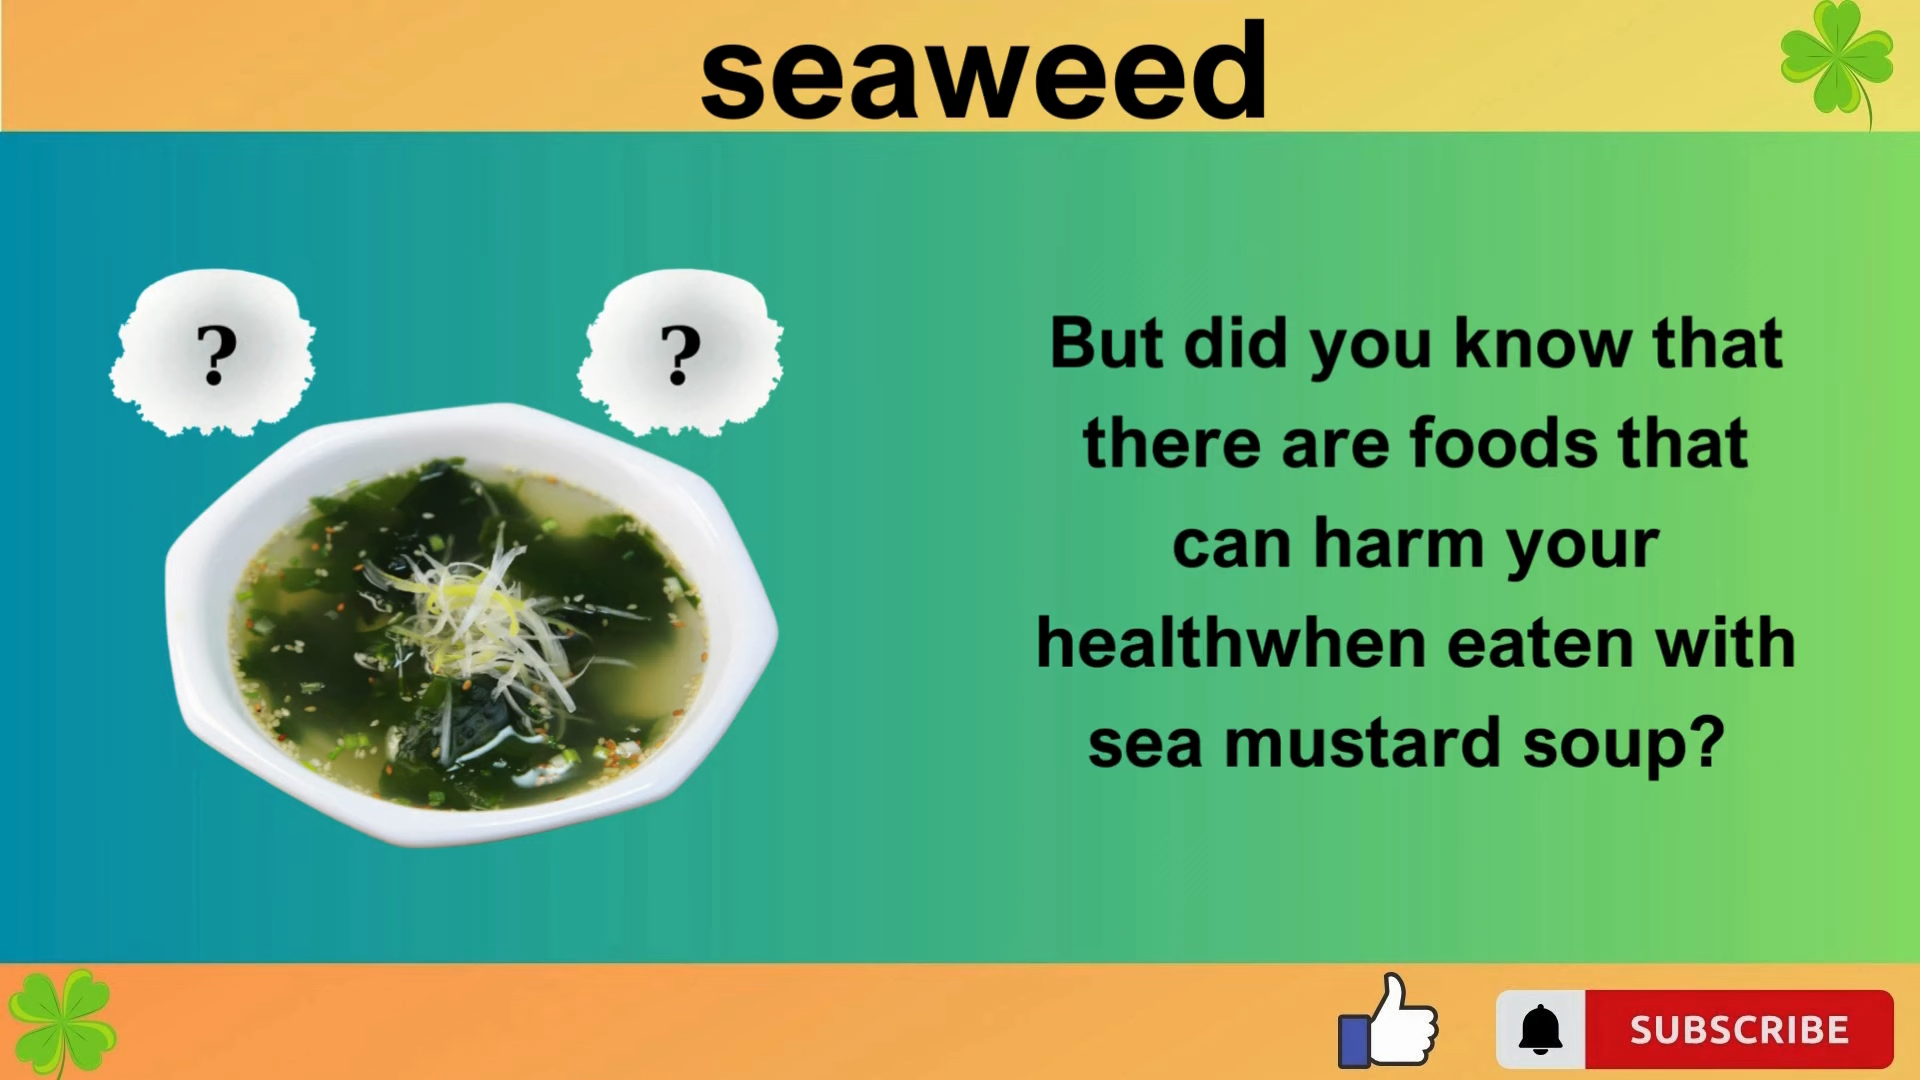 seaweed
?
?
But did you know that
there are foods that
can harm your
healthwhen eaten with
sea mustard soup?
SUBSCRIBE